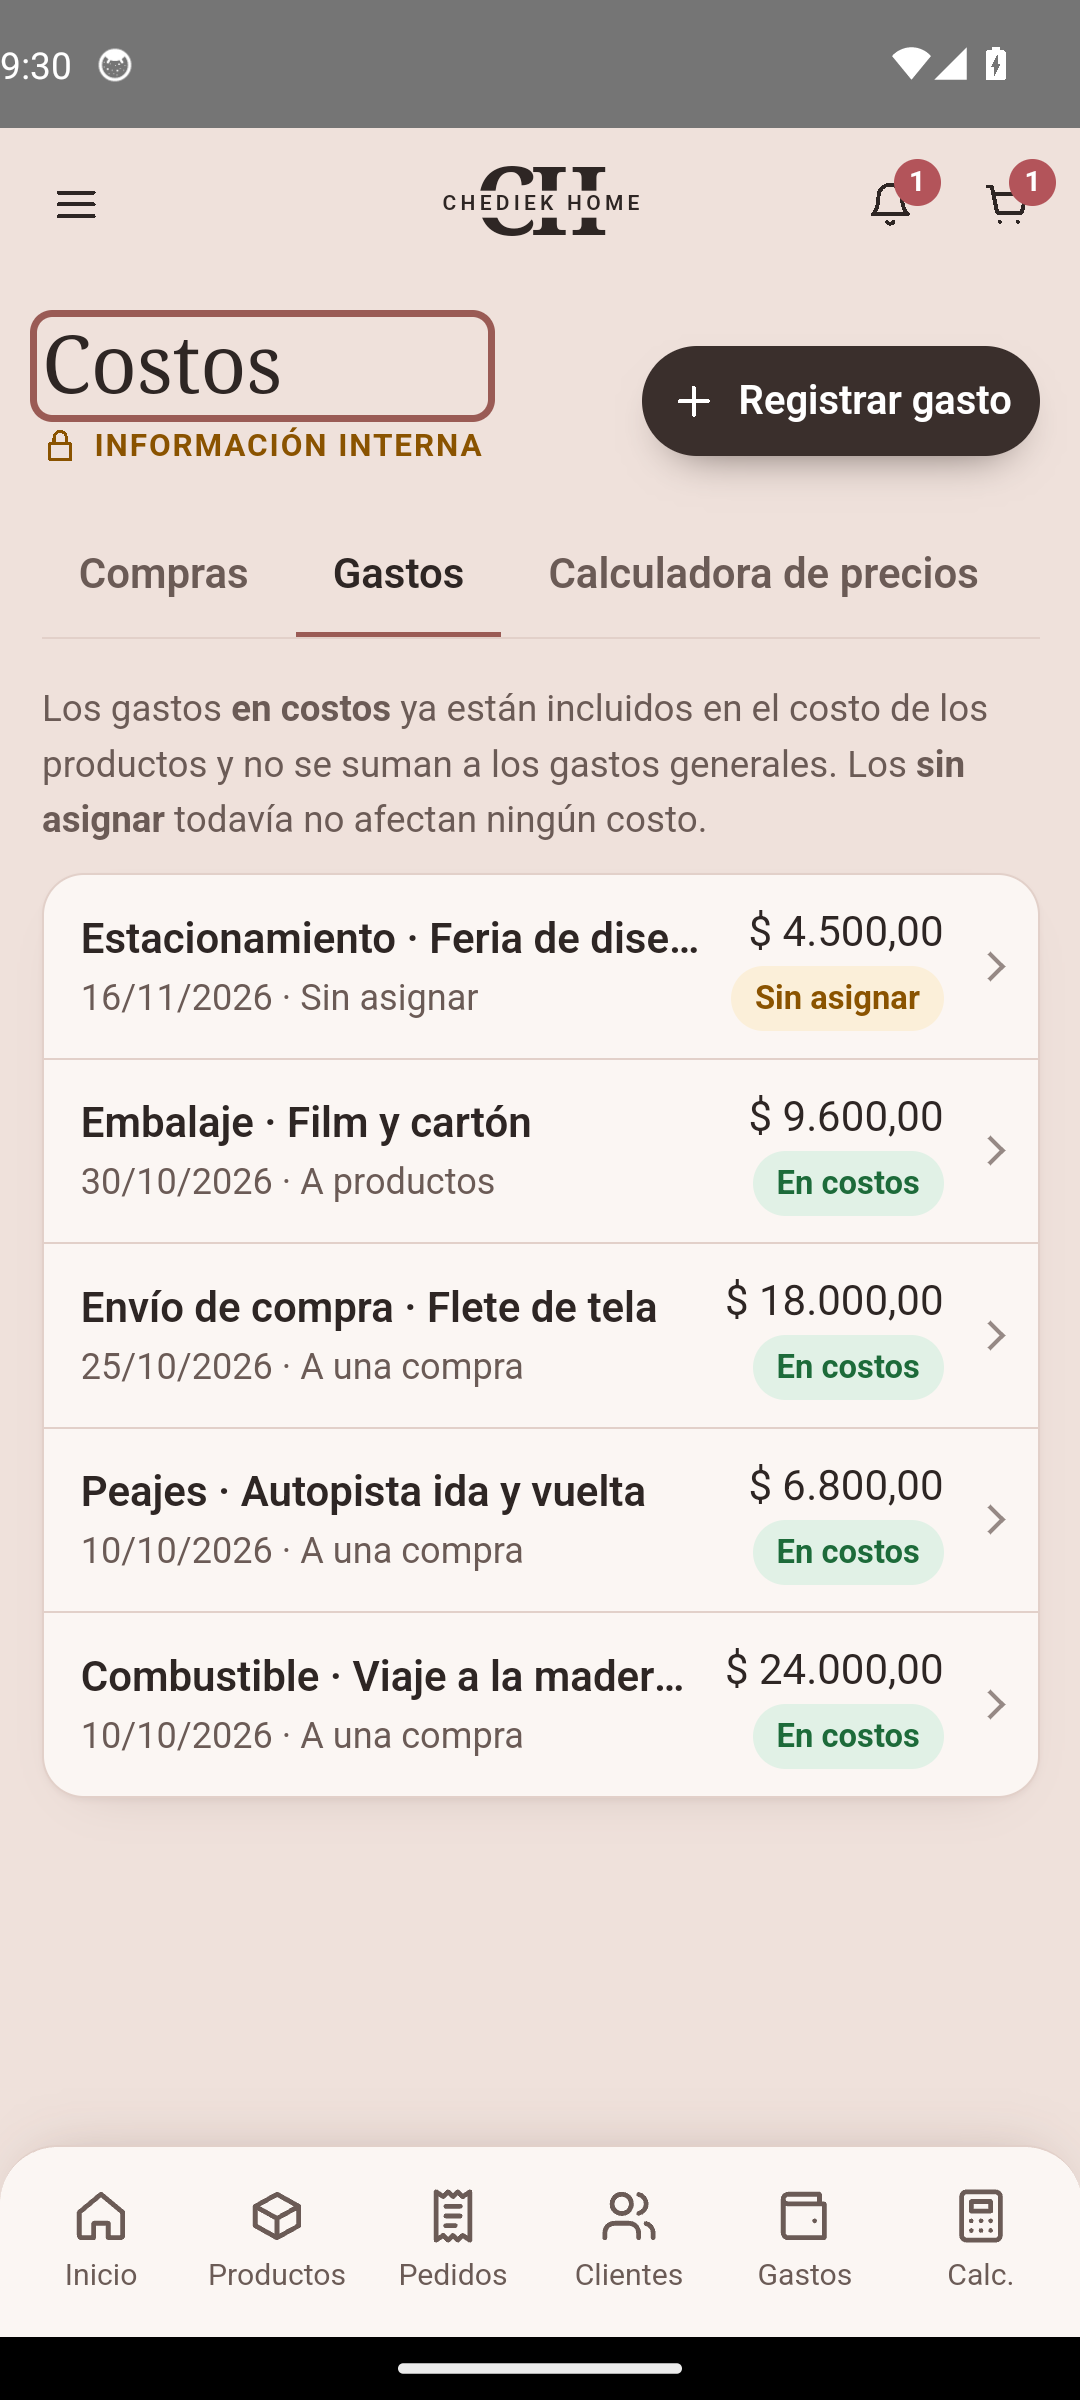 9:30
CH
CHEDIEK HOME
1
1
Costos
INFORMACIÓN INTERNA
Registrar gasto
Compras
Gastos
Calculadora de precios
Los gastos en costos ya están incluidos en el costo de los
productos y no se suman a los gastos generales. Los sin
asignar todavía no afectan ningún costo.
Estacionamiento · Feria de dise…
$ 4.500,00
16/11/2026 · Sin asignar
Sin asignar
Embalaje · Film y cartón
$ 9.600,00
30/10/2026 · A productos
En costos
Envío de compra · Flete de tela
$ 18.000,00
25/10/2026 · A una compra
En costos
Peajes · Autopista ida y vuelta
$ 6.800,00
10/10/2026 · A una compra
En costos
Combustible · Viaje a la mader…
$ 24.000,00
10/10/2026 · A una compra
En costos
Inicio
Productos
Pedidos
Clientes
Gastos
Calc.